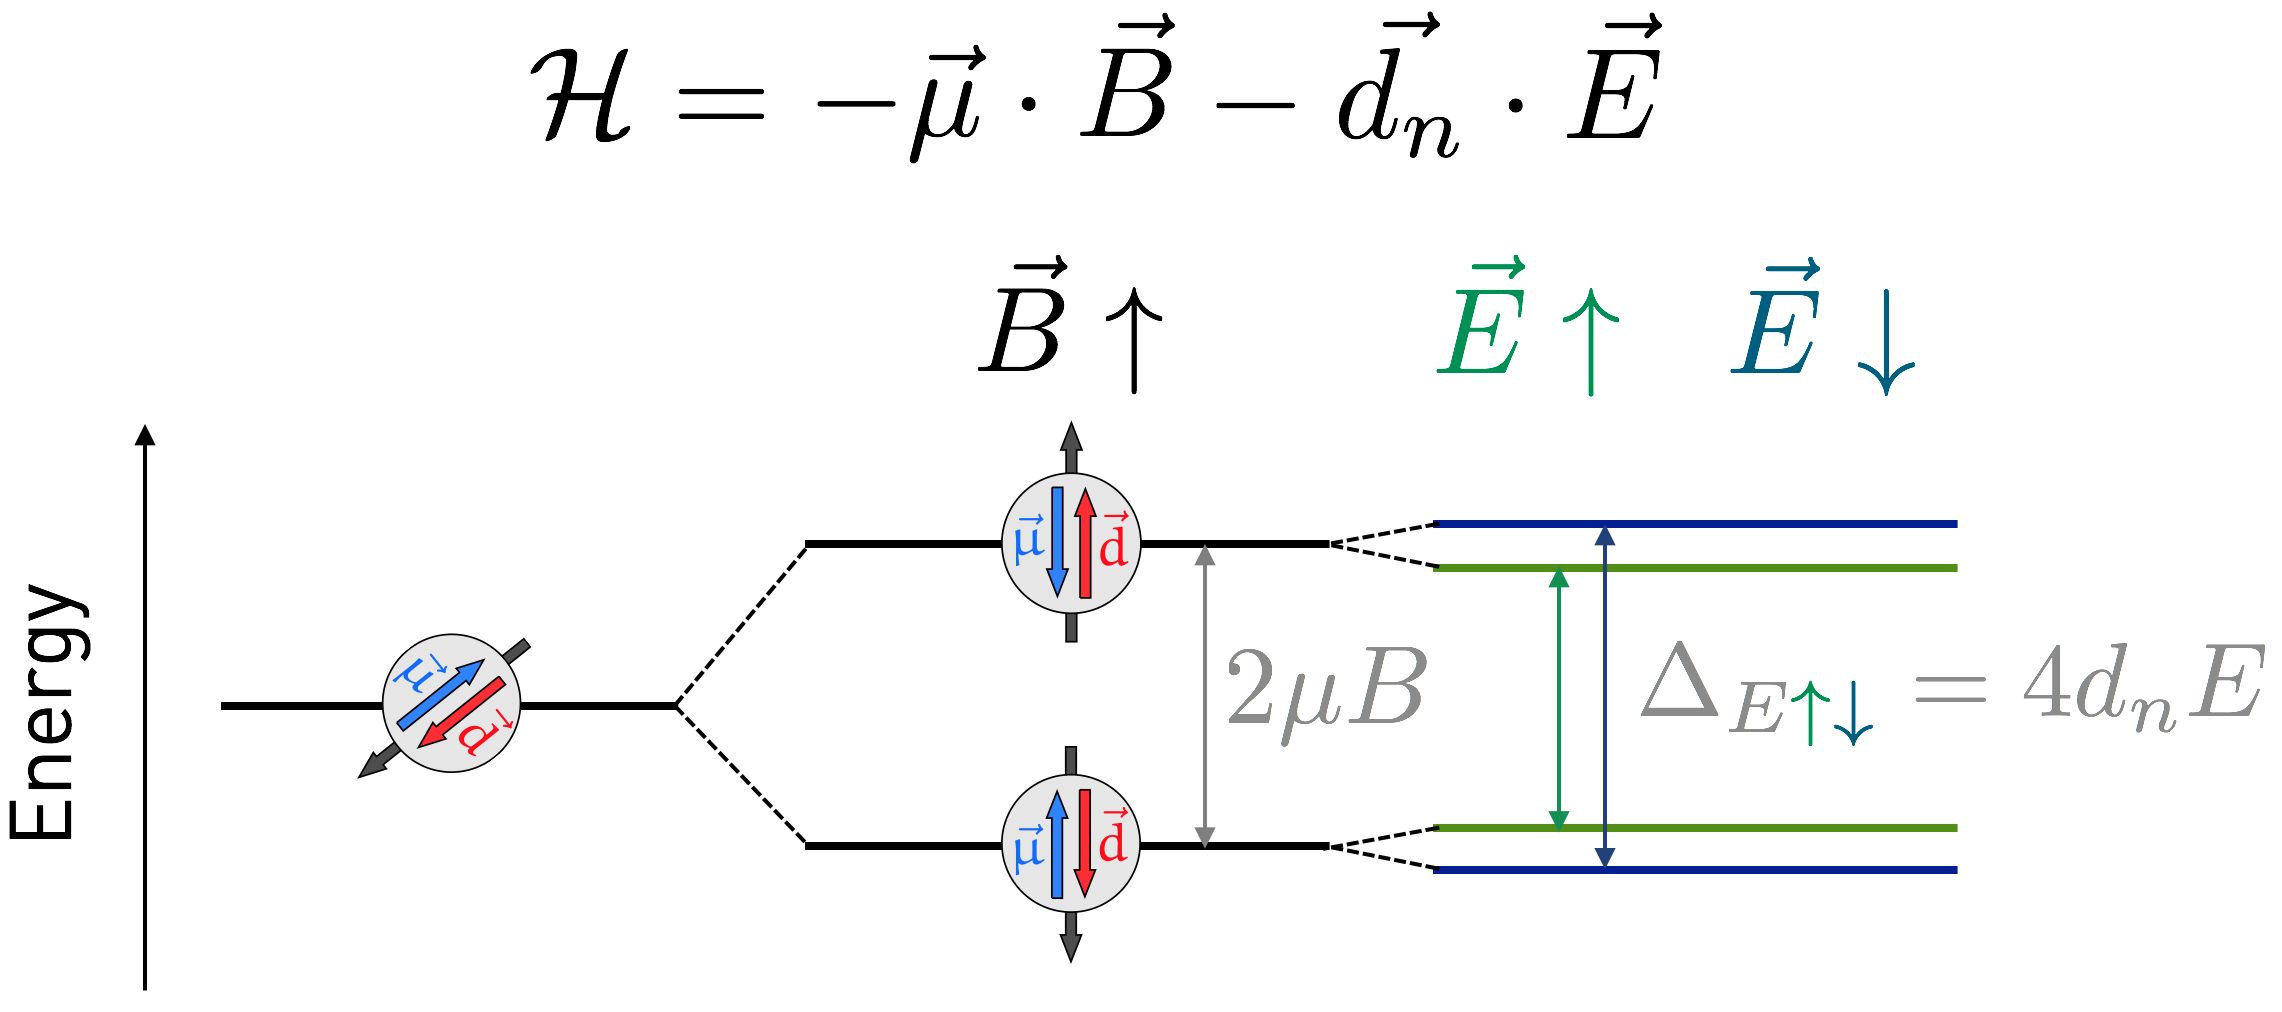 $\mathcal{H} = -\vec{\mu} \cdot \vec{B} - \vec{d_n} \cdot \vec{E}$
$\vec{B} \uparrow$
$\vec{E} \uparrow$
$\vec{E} \downarrow$
Energy
$\vec{\mu}$
$\vec{d}$
$\vec{\mu}$
$\vec{d}$
$2\mu B$
$\Delta_{E\uparrow\downarrow} = 4d_n E$
$\vec{\mu}$
$\vec{d}$